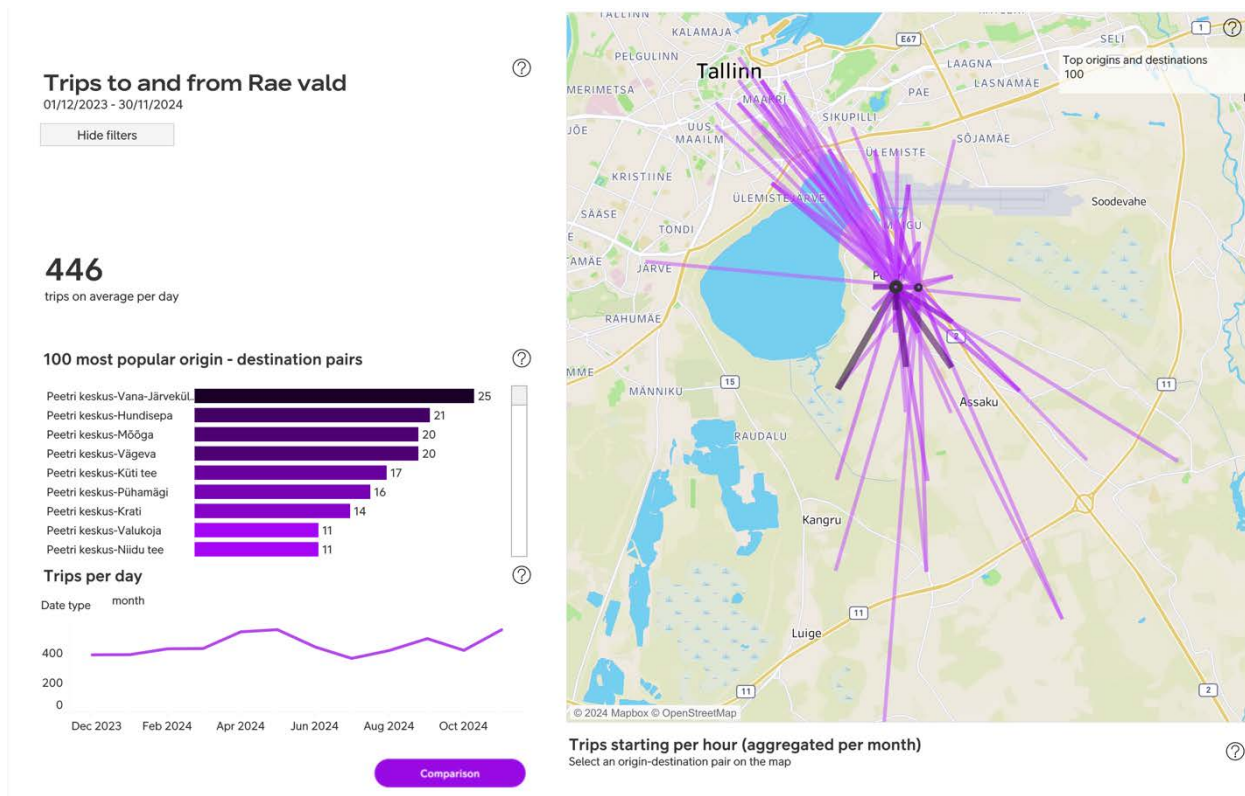 Trips to and from Rae vald
01/12/2023 - 30/11/2024
Hide filters
446
trips on average per day
100 most popular origin - destination pairs
Peetri keskus-Vana-Järvekül.. 25
Peetri keskus-Hundisepa 21
Peetri keskus-Mõõga 20
Peetri keskus-Vägeva 20
Peetri keskus-Küti tee 17
Peetri keskus-Pühamägi 16
Peetri keskus-Krati 14
Peetri keskus-Valukoja 11
Peetri keskus-Niidu tee 11
Trips per day
Date type month
400
200
0
Dec 2023 Feb 2024 Apr 2024 Jun 2024 Aug 2024 Oct 2024
Comparison
TALLINN
KALAMAJA
E67
SELI
1
PELGULINN
Top origins and destinations
100
LAAGNA
Tallinn
MERIMETSA
LASNAMÄE
PAE
MAAKRI
SIKUPILLI
JÕE
UUS
MAAILM
SÕJAMÄE
ÜLEMISTE
KRISTIINE
ÜLEMISTEJÄRVE
Soodevahe
SÄÄSE
TONDI
TAMÄE
JÄRVE
RAHUMÄE
2
MME
15
11
MÄNNIKU
Assaku
RAUDALU
Kangru
11
Luige
11
2
© 2024 Mapbox © OpenStreetMap
Trips starting per hour (aggregated per month)
Select an origin-destination pair on the map